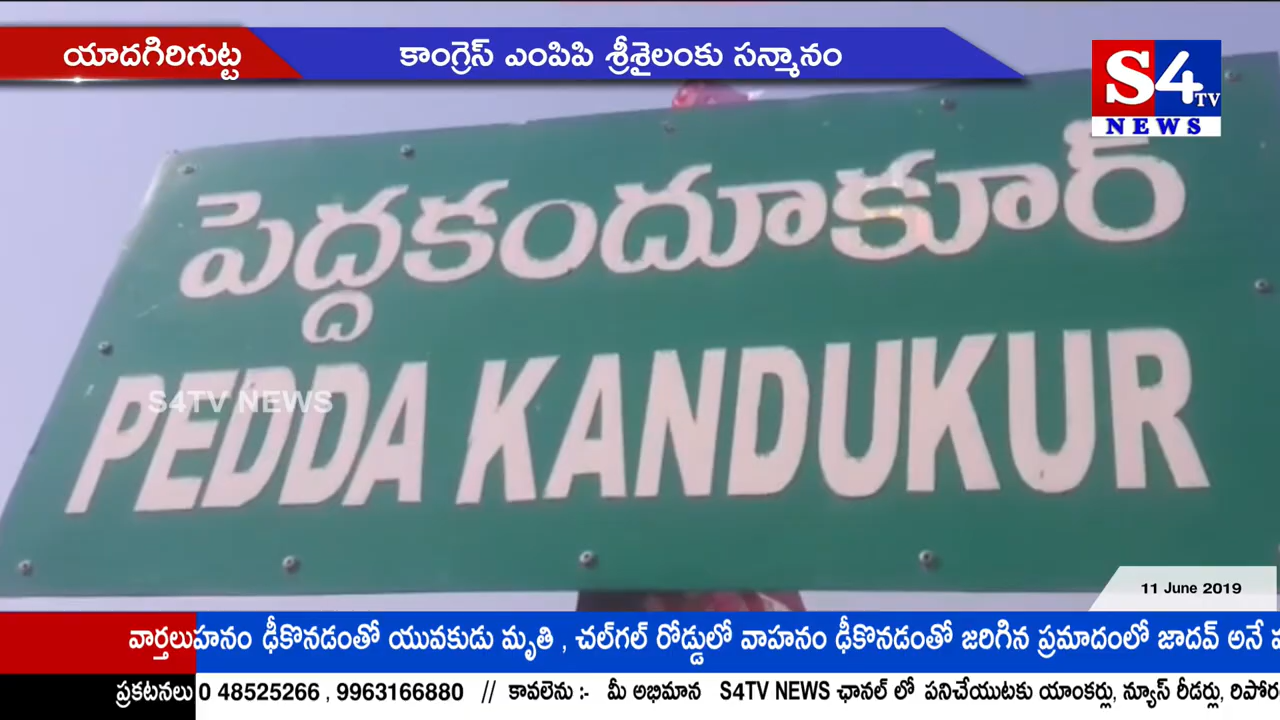 యాదగిరిగుట్ట
కాంగ్రెస్ ఎంపిపి శ్రీశైలంకు సన్మానం
S4 TV
NEWS
పెద్దకందూకూర్
PEDDA KANDUKUR
S4TV NEWS
11 June 2019
వార్తలు హనం ఢీకొనడంతో యువకుడు మృతి , చల్‌గల్ రోడ్డులో వాహనం ఢీకొనడంతో జరిగిన ప్రమాదంలో జాదవ్ అనే
ప్రకటనలు 0 48525266 , 9963166880 // కావలెను :- మీ అభిమాన S4TV NEWS ఛానల్ లో పనిచేయుటకు యాంకర్లు, న్యూస్ రీడర్లు, రిపోర